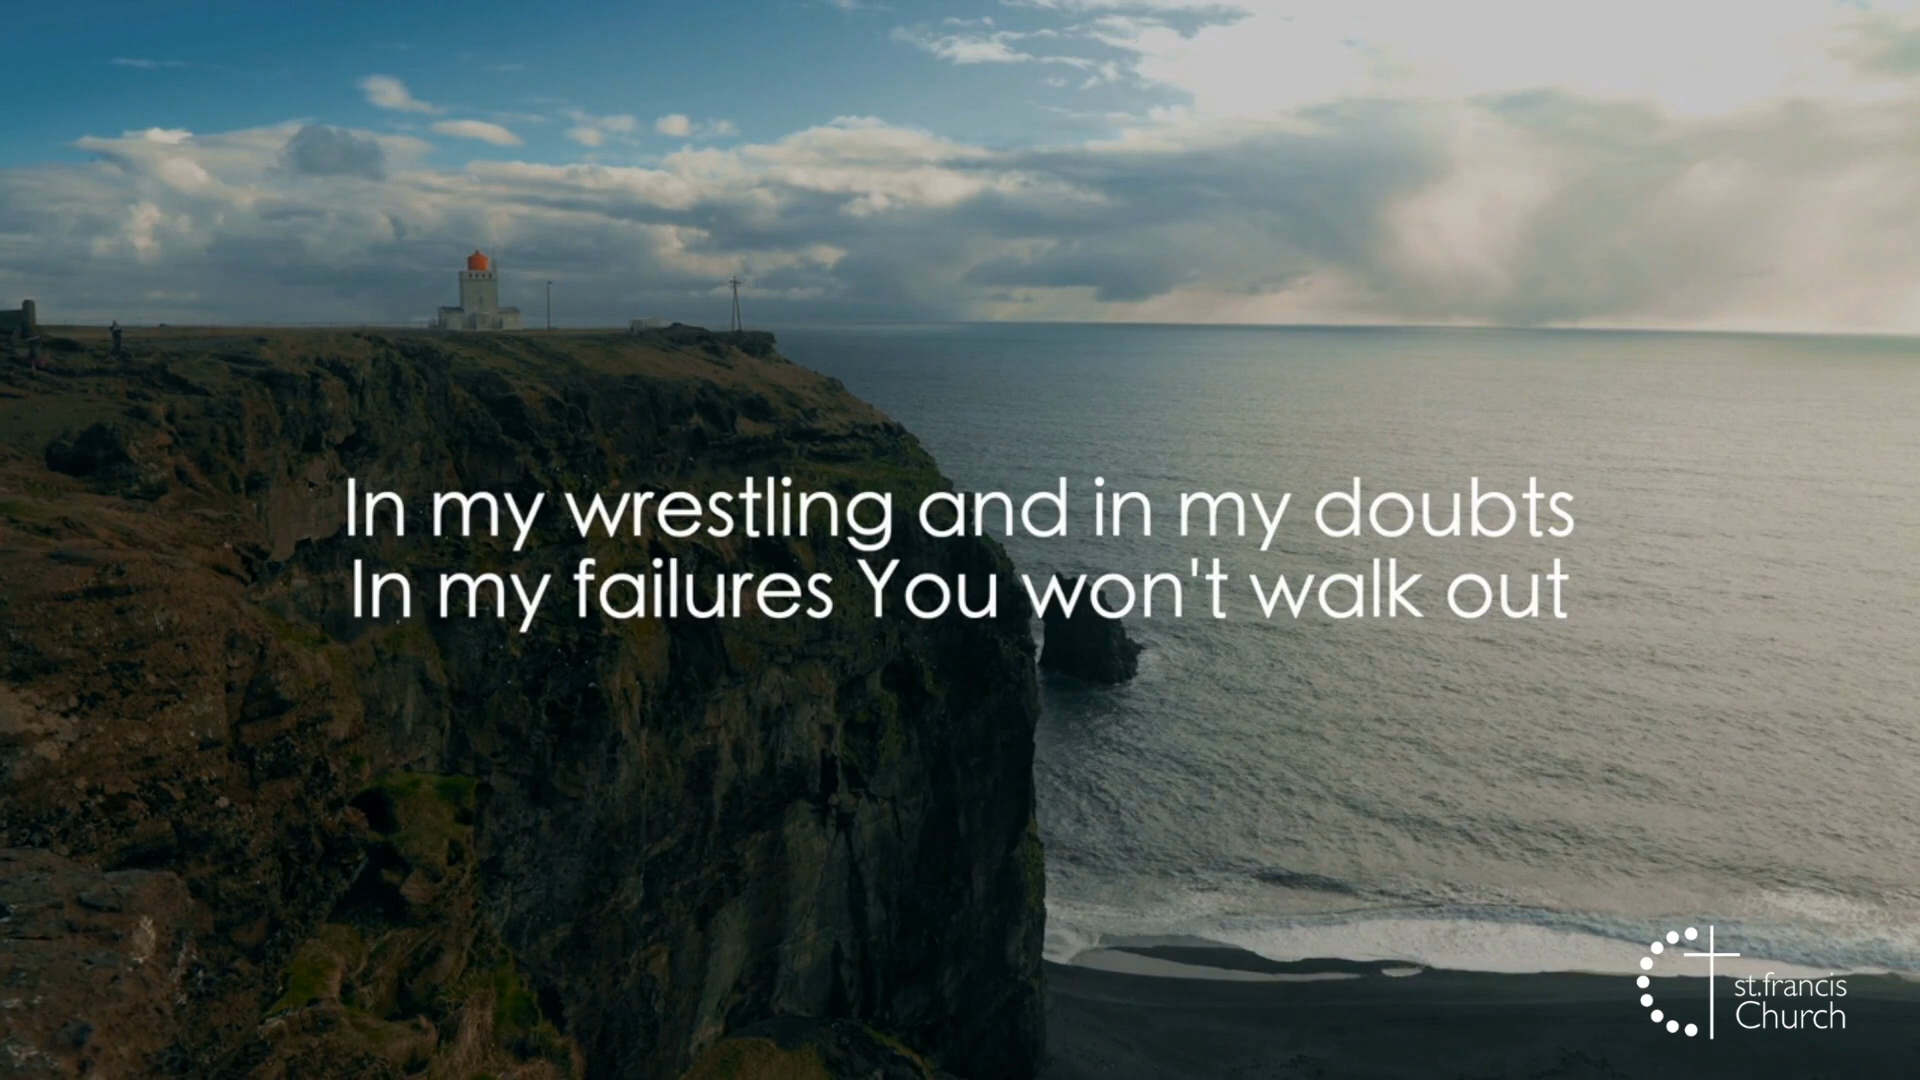 In my wrestling and in my doubts
In my failures You won't walk out
st.francis
Church